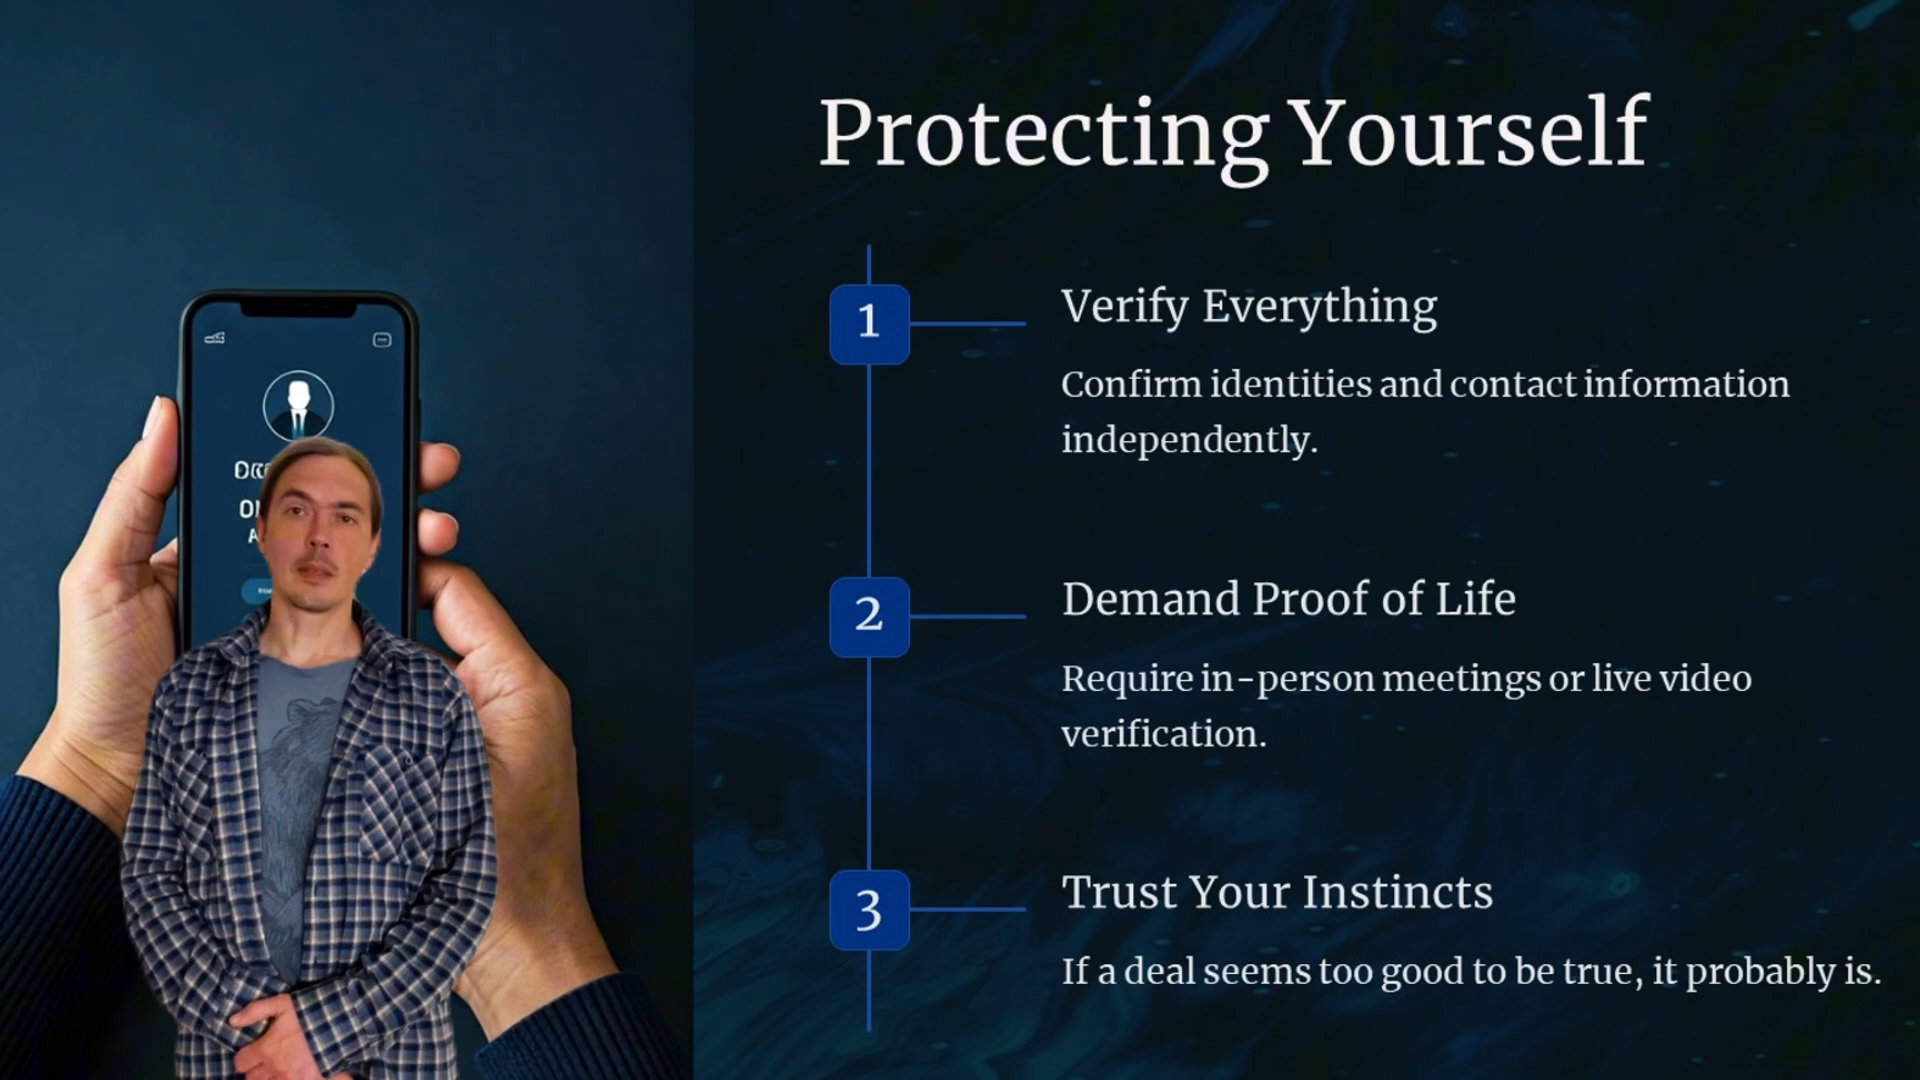 Protecting Yourself
1
Verify Everything
Confirm identities and contact information
independently.
2
Demand Proof of Life
Require in-person meetings or live video
verification.
3
Trust Your Instincts
If a deal seems too good to be true, it probably is.